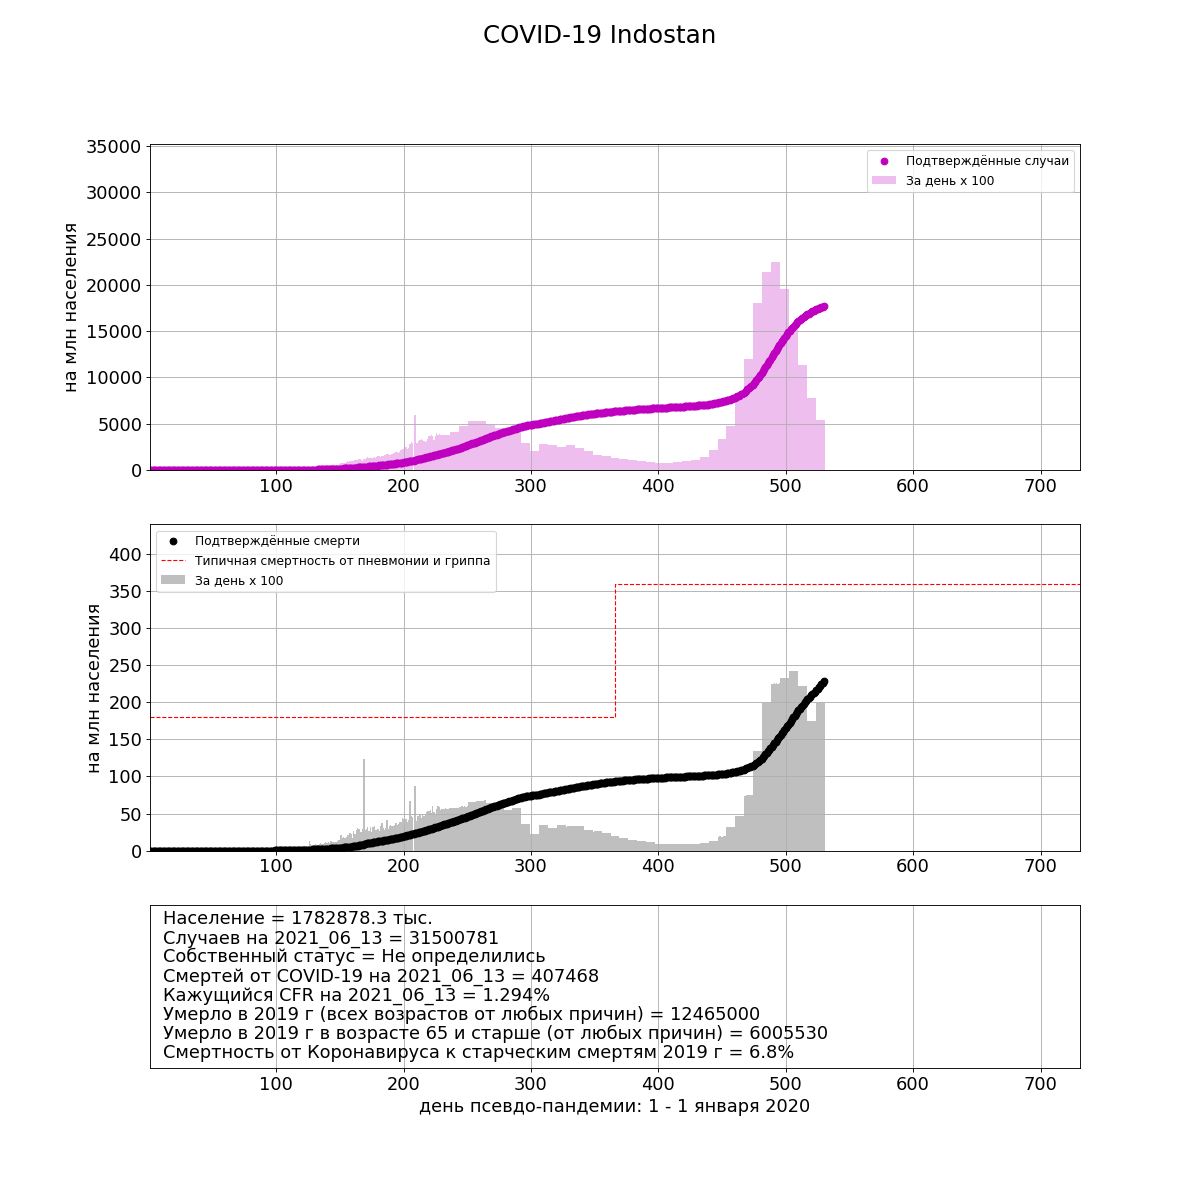 COVID-19 Indostan
35000
30000
25000
20000
15000
10000
5000
0
на млн населения
Подтверждённые случаи
За день x 100
100 200 300 400 500 600 700
400
350
300
250
200
150
100
50
0
на млн населения
Подтверждённые смерти
Типичная смертность от пневмонии и гриппа
За день x 100
100 200 300 400 500 600 700
Население = 1782878.3 тыс.
Случаев на 2021_06_13 = 31500781
Собственный статус = Не определились
Смертей от COVID-19 на 2021_06_13 = 407468
Кажущийся CFR на 2021_06_13 = 1.294%
Умерло в 2019 г (всех возрастов от любых причин) = 12465000
Умерло в 2019 г в возрасте 65 и старше (от любых причин) = 6005530
Смертность от Коронавируса к старческим смертям 2019 г = 6.8%
100 200 300 400 500 600 700
день псевдо-пандемии: 1 - 1 января 2020